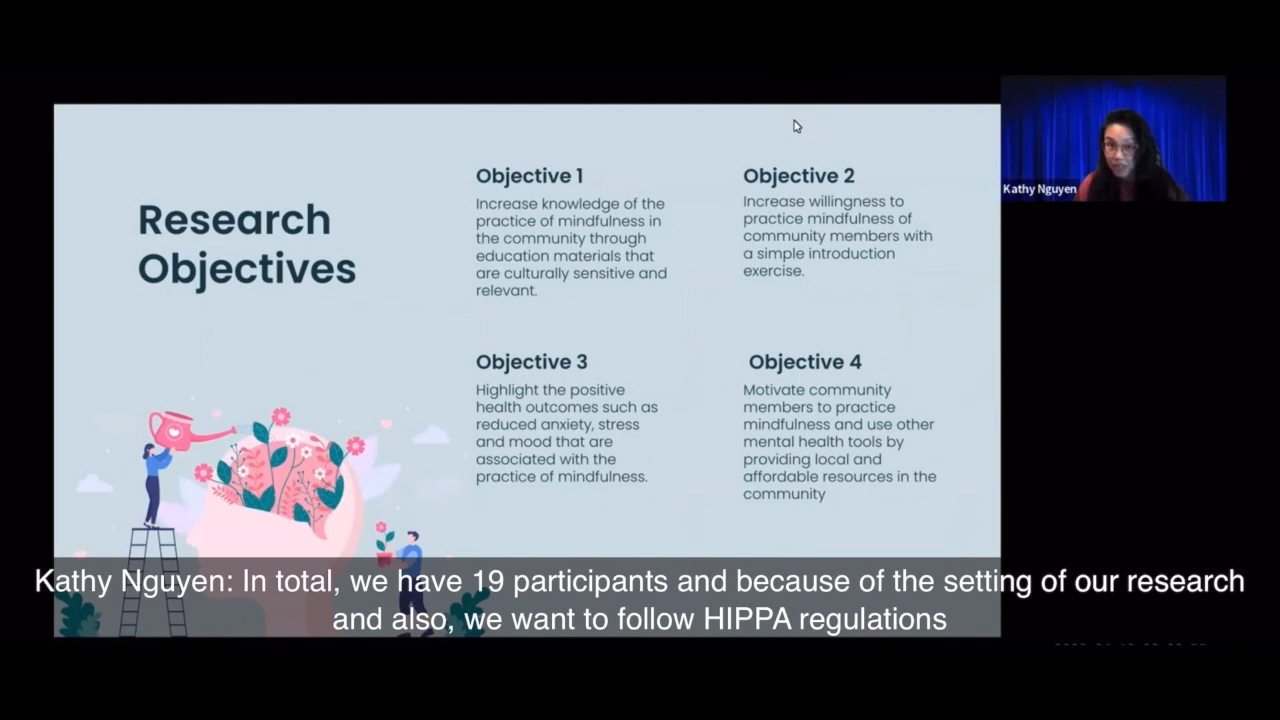 Research
Objectives
Objective 1
Increase knowledge of the
practice of mindfulness in
the community through
education materials that
are culturally sensitive and
relevant.
Objective 2
Increase willingness to
practice mindfulness of
community members with
a simple introduction
exercise.
Objective 3
Highlight the positive
health outcomes such as
reduced anxiety, stress
and mood that are
associated with the
practice of mindfulness.
Objective 4
Motivate community
members to practice
mindfulness and use other
mental health tools by
providing local and
affordable resources in the
community
Kathy Nguyen
Kathy Nguyen: In total, we have 19 participants and because of the setting of our research
and also, we want to follow HIPPA regulations